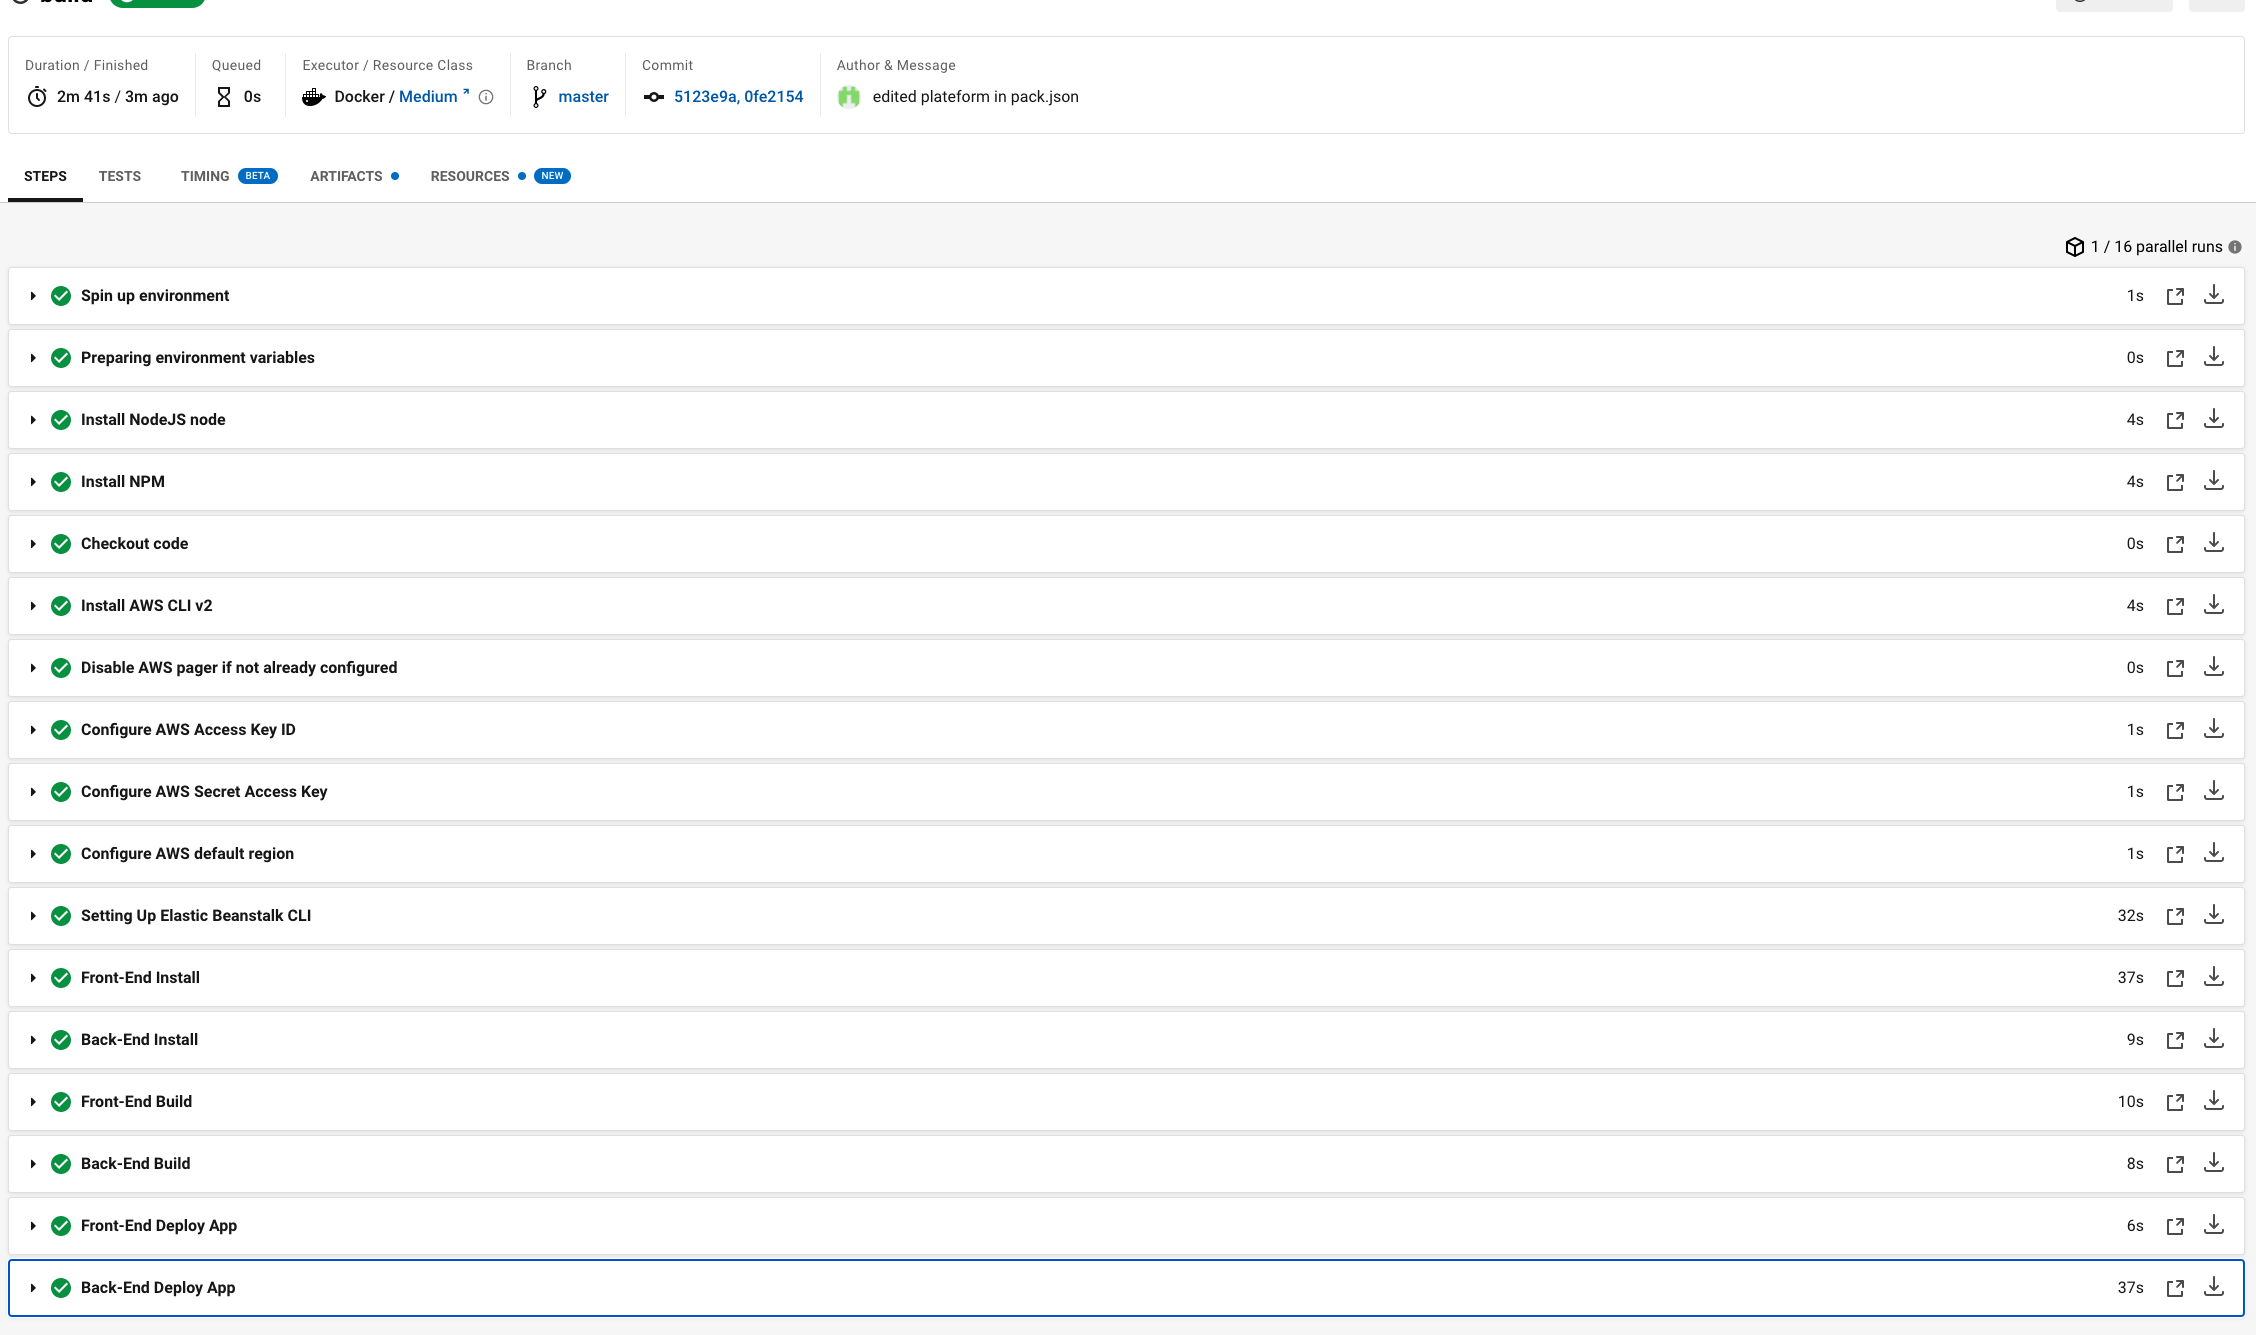 Duration / Finished
2m 41s / 3m ago
Queued
0s
Executor / Resource Class
Docker / Medium
Branch
master
Commit
5123e9a, 0fe2154
Author & Message
edited plateform in pack.json
STEPS
TESTS
TIMING BETA
ARTIFACTS
RESOURCES NEW
1 / 16 parallel runs
Spin up environment 1s
Preparing environment variables 0s
Install NodeJS node 4s
Install NPM 4s
Checkout code 0s
Install AWS CLI v2 4s
Disable AWS pager if not already configured 0s
Configure AWS Access Key ID 1s
Configure AWS Secret Access Key 1s
Configure AWS default region 1s
Setting Up Elastic Beanstalk CLI 32s
Front-End Install 37s
Back-End Install 9s
Front-End Build 10s
Back-End Build 8s
Front-End Deploy App 6s
Back-End Deploy App 37s